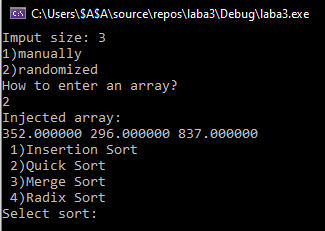 C:\Users\$A$A\source\repos\laba3\Debug\laba3.exe
Imput size: 3
1)manually
2)randomized
How to enter an array?
2
Injected array:
352.000000 296.000000 837.000000
 1)Insertion Sort
 2)Quick Sort
 3)Merge Sort
 4)Radix Sort
Select sort: